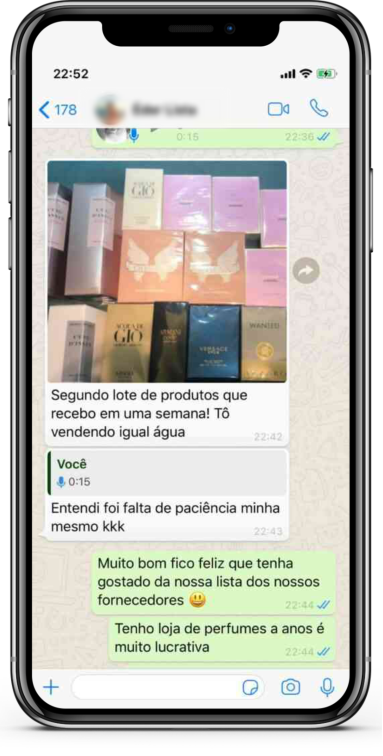 22:52
178
0:15
22:36
ACQUA DI
GIÒ
ACQUA DI
GIÒ
VERSACE
WANTED
Segundo lote de produtos que
recebo em uma semana! Tô
vendendo igual água
22:42
Você
0:15
Entendi foi falta de paciência minha
mesmo kkk
22:43
Muito bom fico feliz que tenha
gostado da nossa lista dos nossos
fornecedores 😃
22:44
Tenho loja de perfumes a anos é
muito lucrativa
22:44